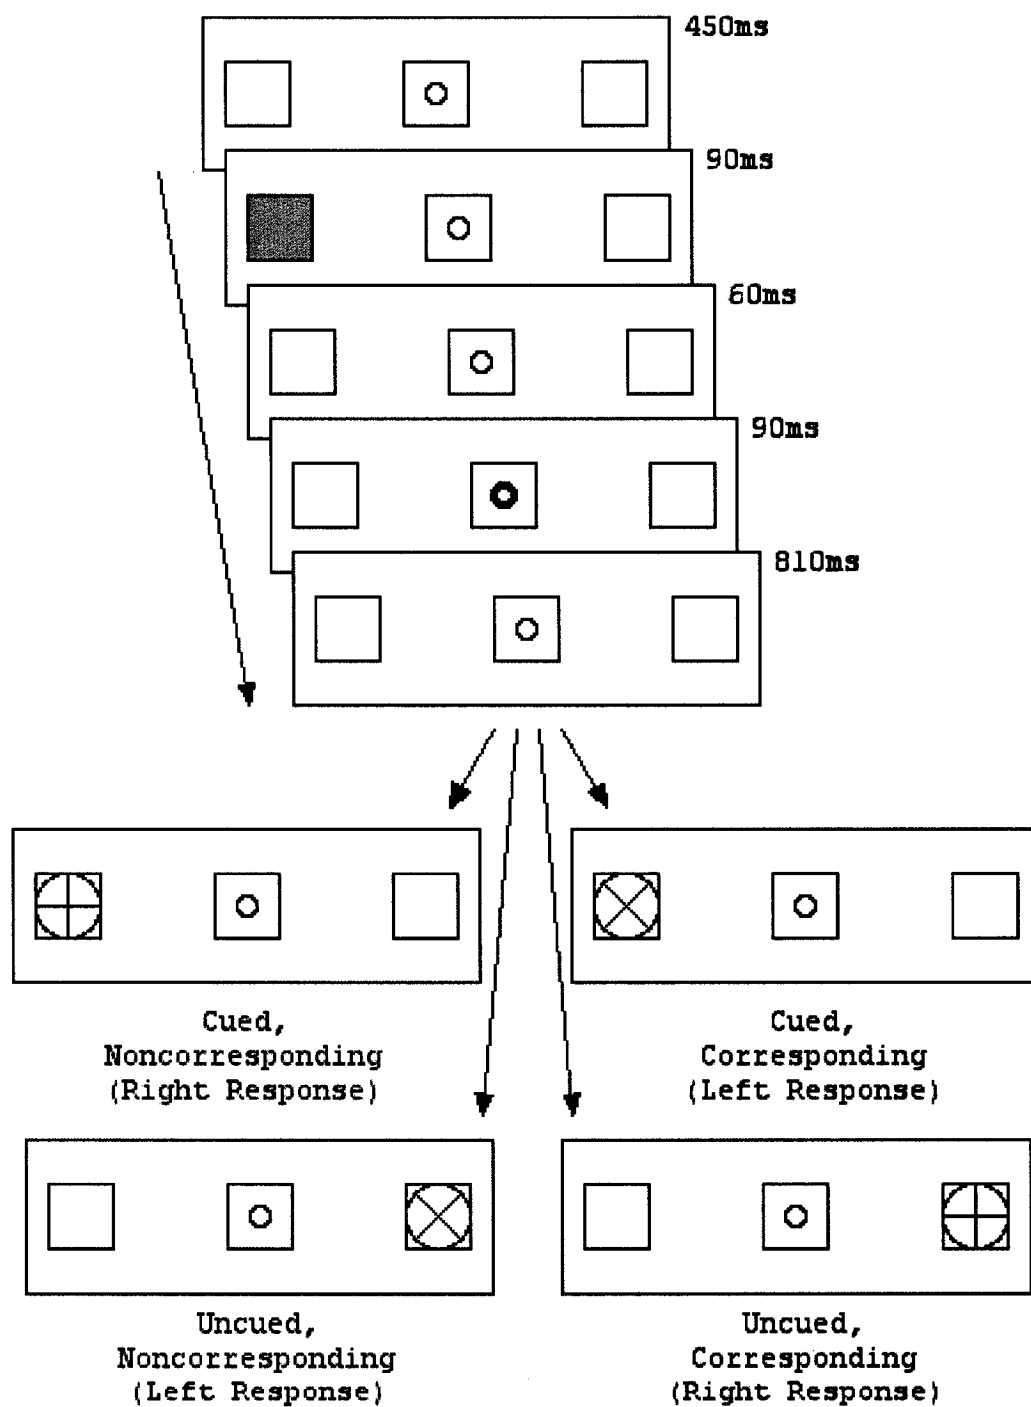 450ms
90ms
60ms
90ms
810ms
Cued,
Noncorresponding
(Right Response)
Cued,
Corresponding
(Left Response)
Uncued,
Noncorresponding
(Left Response)
Uncued,
Corresponding
(Right Response)